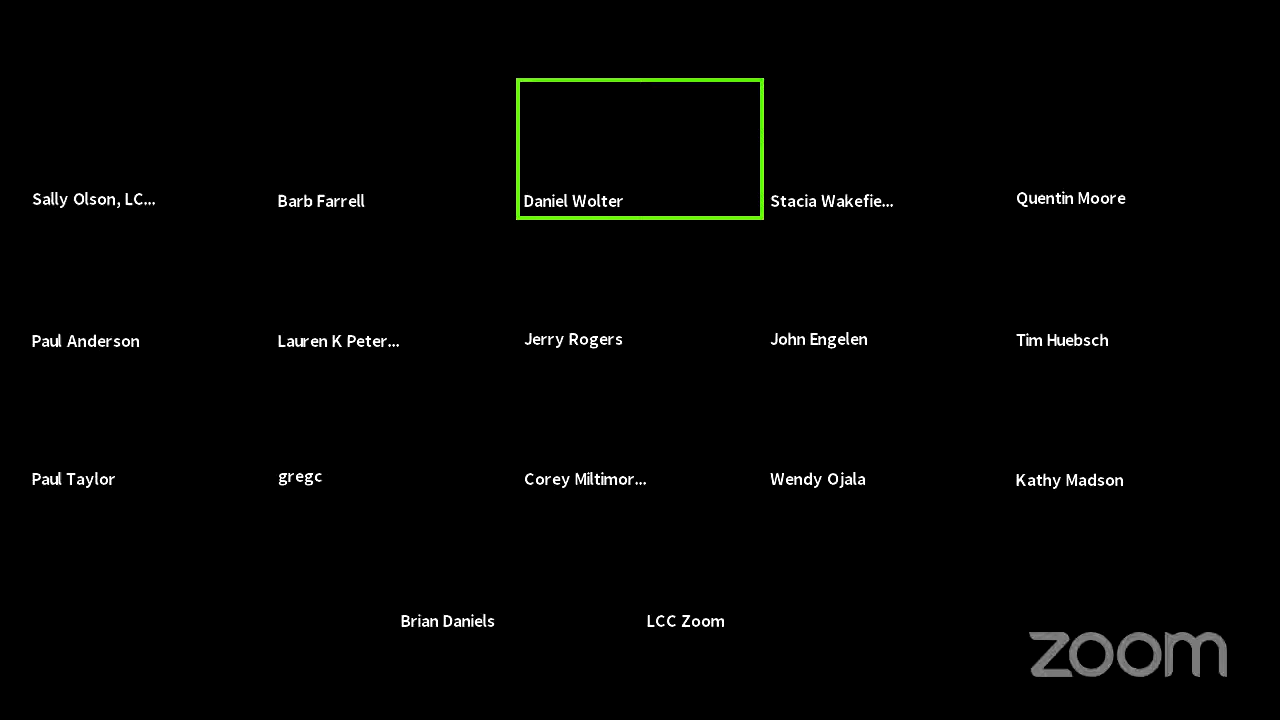 Sally Olson, LC...
Barb Farrell
Daniel Wolter
Stacia Wakefie...
Quentin Moore
Paul Anderson
Lauren K Peter...
Jerry Rogers
John Engelen
Tim Huebsch
Paul Taylor
gregc
Corey Miltimor...
Wendy Ojala
Kathy Madson
Brian Daniels
LCC Zoom
zoom